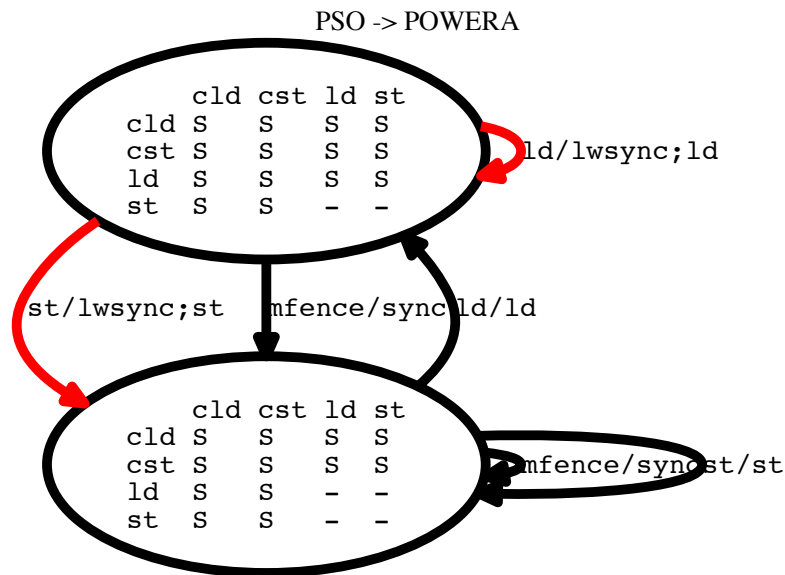 PSO -> POWERA
cld cst ld st
cld S S S S
cst S S S S
ld S S S S
st S S - -
ld/lwsync;ld
st/lwsync;st
mfence/sync
ld/ld
cld cst ld st
cld S S S S
cst S S S S
ld S S - -
st S S - -
mfence/sync
st/st